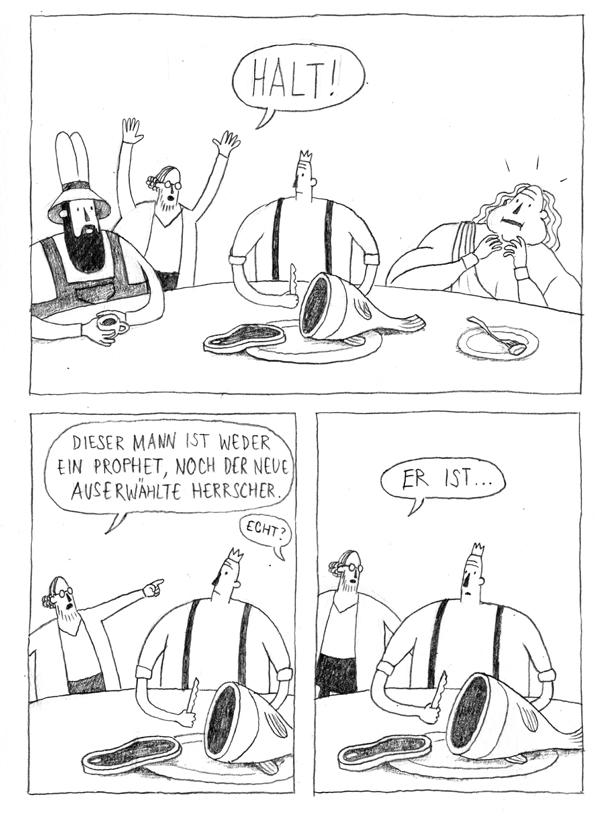 HALT!
DIESER MANN IST WEDER
EIN PROPHET, NOCH DER NEUE
AUSERWÄHLTE HERRSCHER.
ECHT?
ER IST...